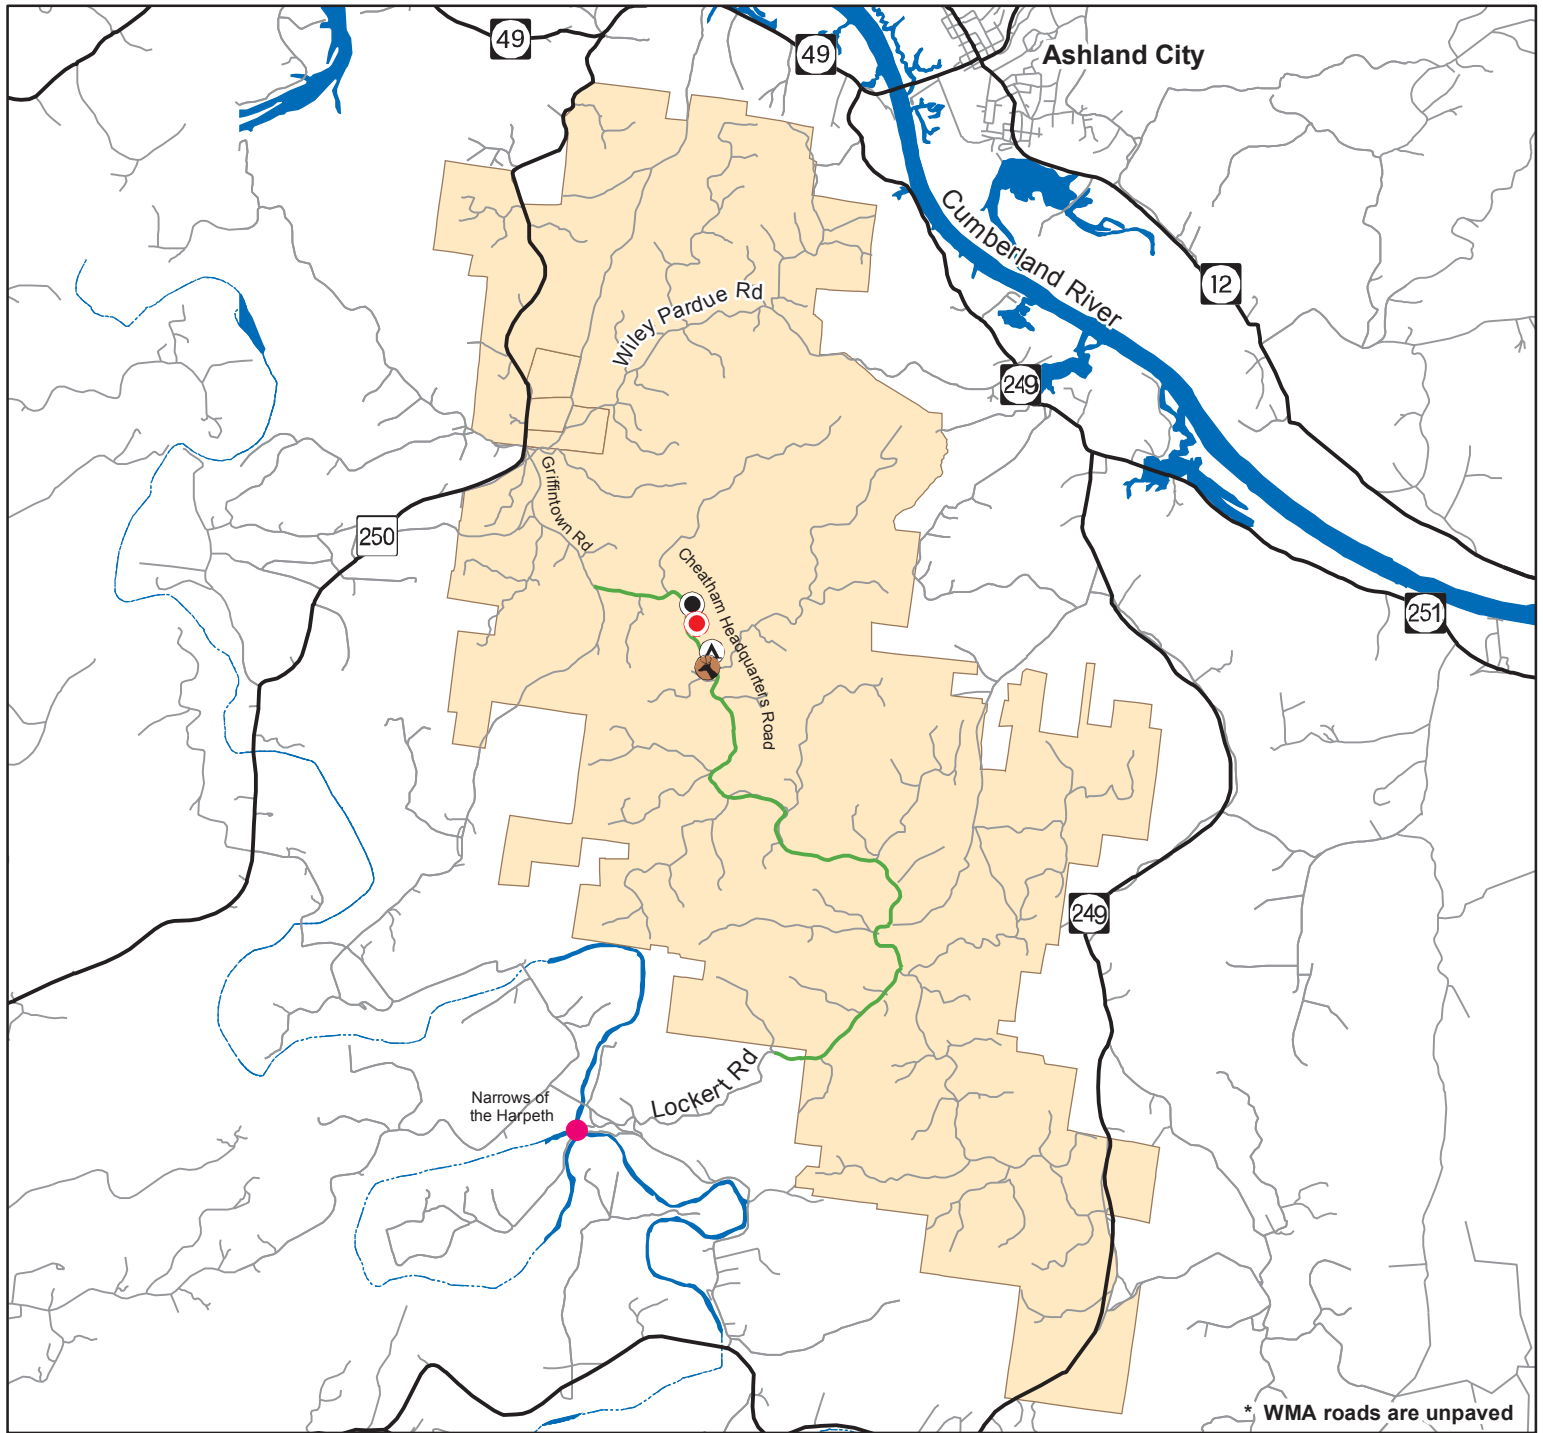 49
49
Ashland City
Cumberland River
12
Wiley Pardue Rd
249
Griffintown Rd
250
Cheatham Headquarters Road
251
249
Lockert Rd
Narrows of
the Harpeth
* WMA roads are unpaved